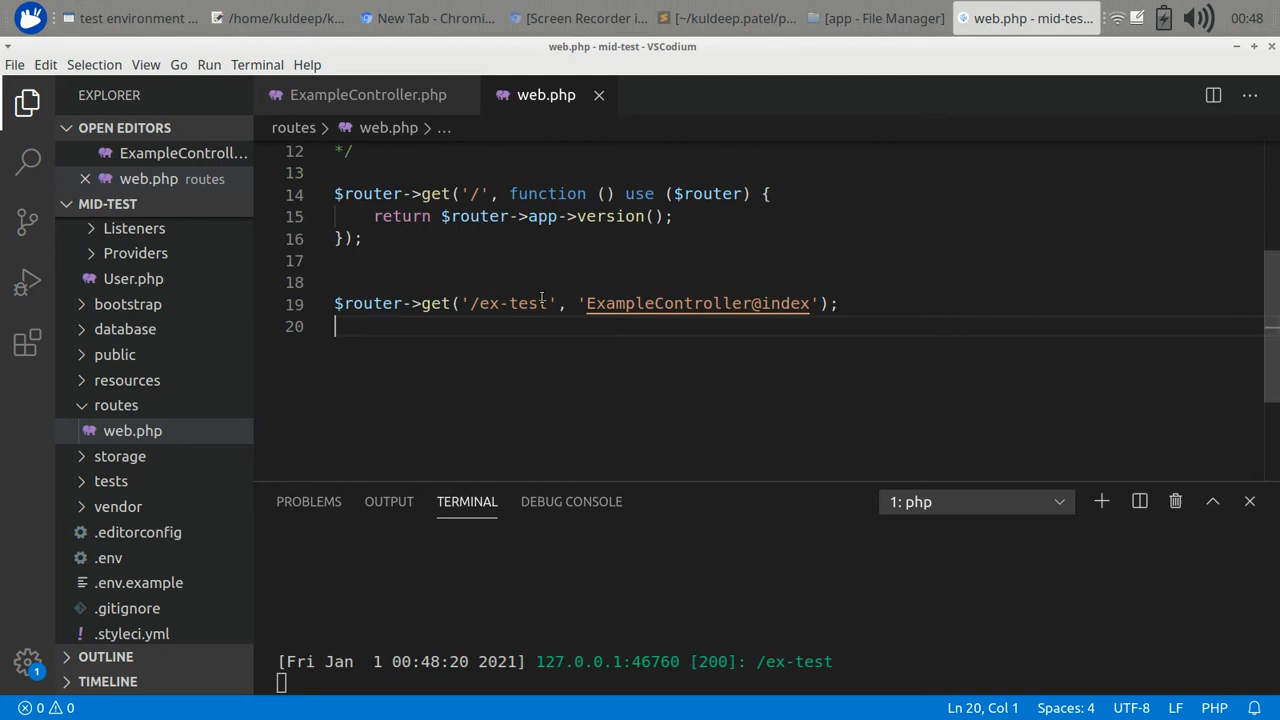 test environment ...
/home/kuldeep/k...
New Tab - Chromi...
[Screen Recorder i...
[~/kuldeep.patel/p...
[app - File Manager]
web.php - mid-test...
00:48
web.php - mid-test - VSCodium
File Edit Selection View Go Run Terminal Help
EXPLORER
OPEN EDITORS
ExampleControll...
web.php routes
MID-TEST
Listeners
Providers
User.php
bootstrap
database
public
resources
routes
web.php
storage
tests
vendor
.editorconfig
.env
.env.example
.gitignore
.styleci.yml
OUTLINE
TIMELINE
ExampleController.php
web.php
routes > web.php > ...
12 */
13
14 $router->get('/', function () use ($router) {
15 return $router->app->version();
16 });
17
18
19 $router->get('/ex-test', 'ExampleController@index');
20
PROBLEMS OUTPUT TERMINAL DEBUG CONSOLE
1: php
[Fri Jan  1 00:48:20 2021] 127.0.0.1:46760 [200]: /ex-test
1
0 0
Ln 20, Col 1 Spaces: 4 UTF-8 LF PHP